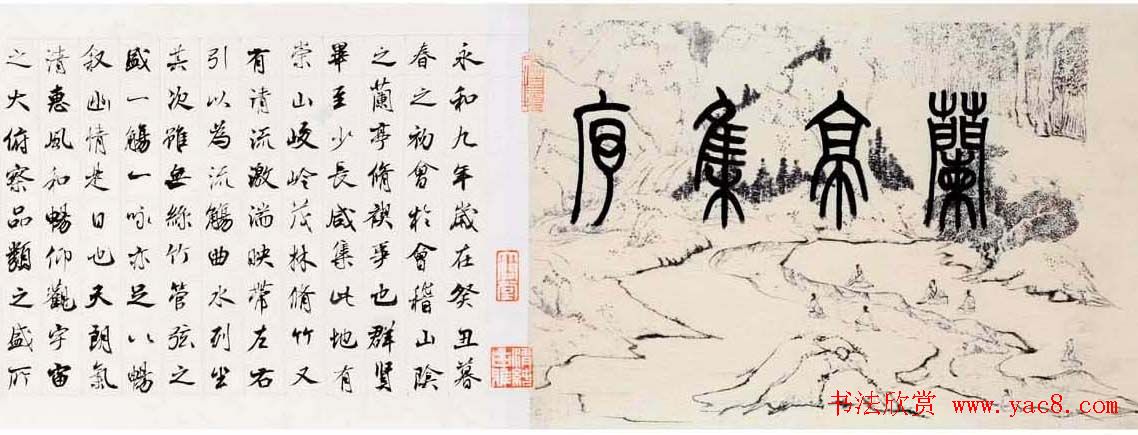 蘭亭集序
永和九年歲在癸丑暮
春之初會於會稽山陰
之蘭亭脩禊事也群賢
畢至少長咸集此地有
崇山峻岭茂林脩竹又
有清流激湍映帶左右
引以為流觴曲水列坐
其次雖無絲竹管弦之
盛一觴一咏亦足以暢
叙幽情是日也天朗氣
清惠風和暢仰觀宇宙
之大俯察品類之盛所
书法欣赏 www.yac8.com